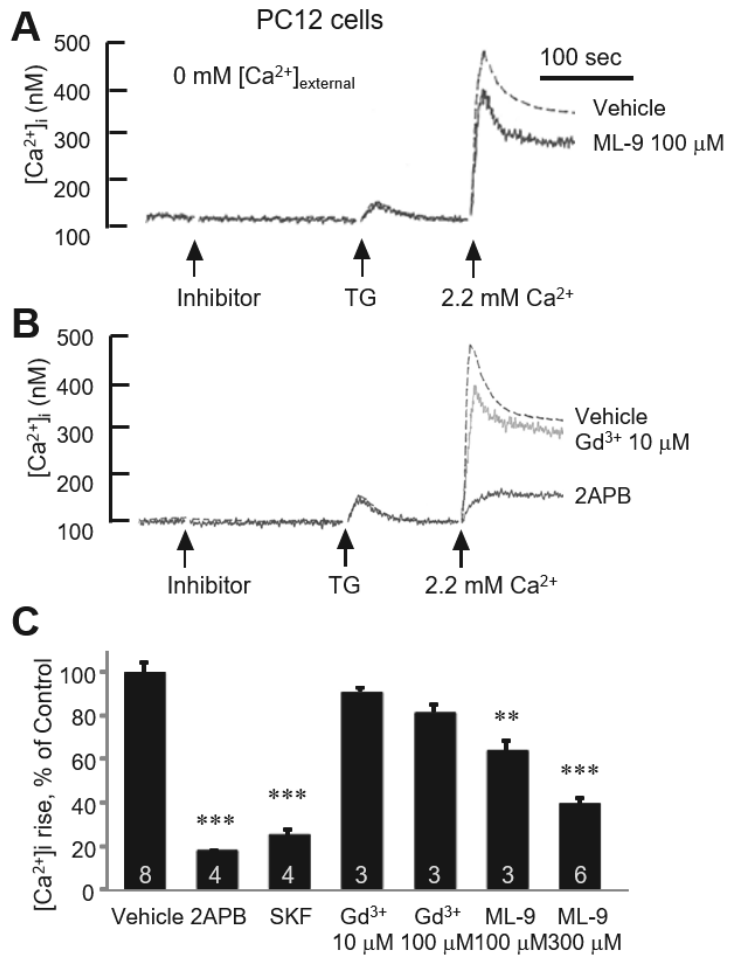 A
PC12 cells
500
400
300
200
100
[Ca²⁺]i (nM)
0 mM [Ca²⁺]external
100 sec
Vehicle
ML-9 100 μM
Inhibitor
TG
2.2 mM Ca²⁺
B
500
400
300
200
100
[Ca²⁺]i (nM)
Vehicle
Gd³⁺ 10 μM
2APB
Inhibitor
TG
2.2 mM Ca²⁺
C
[Ca²⁺]i rise, % of Control
100
80
60
40
20
0
***
***
**
***
8 4 4 3 3 3 6
Vehicle 2APB SKF Gd³⁺ Gd³⁺ ML-9 ML-9
10 μM 100 μM 100 μM 300 μM